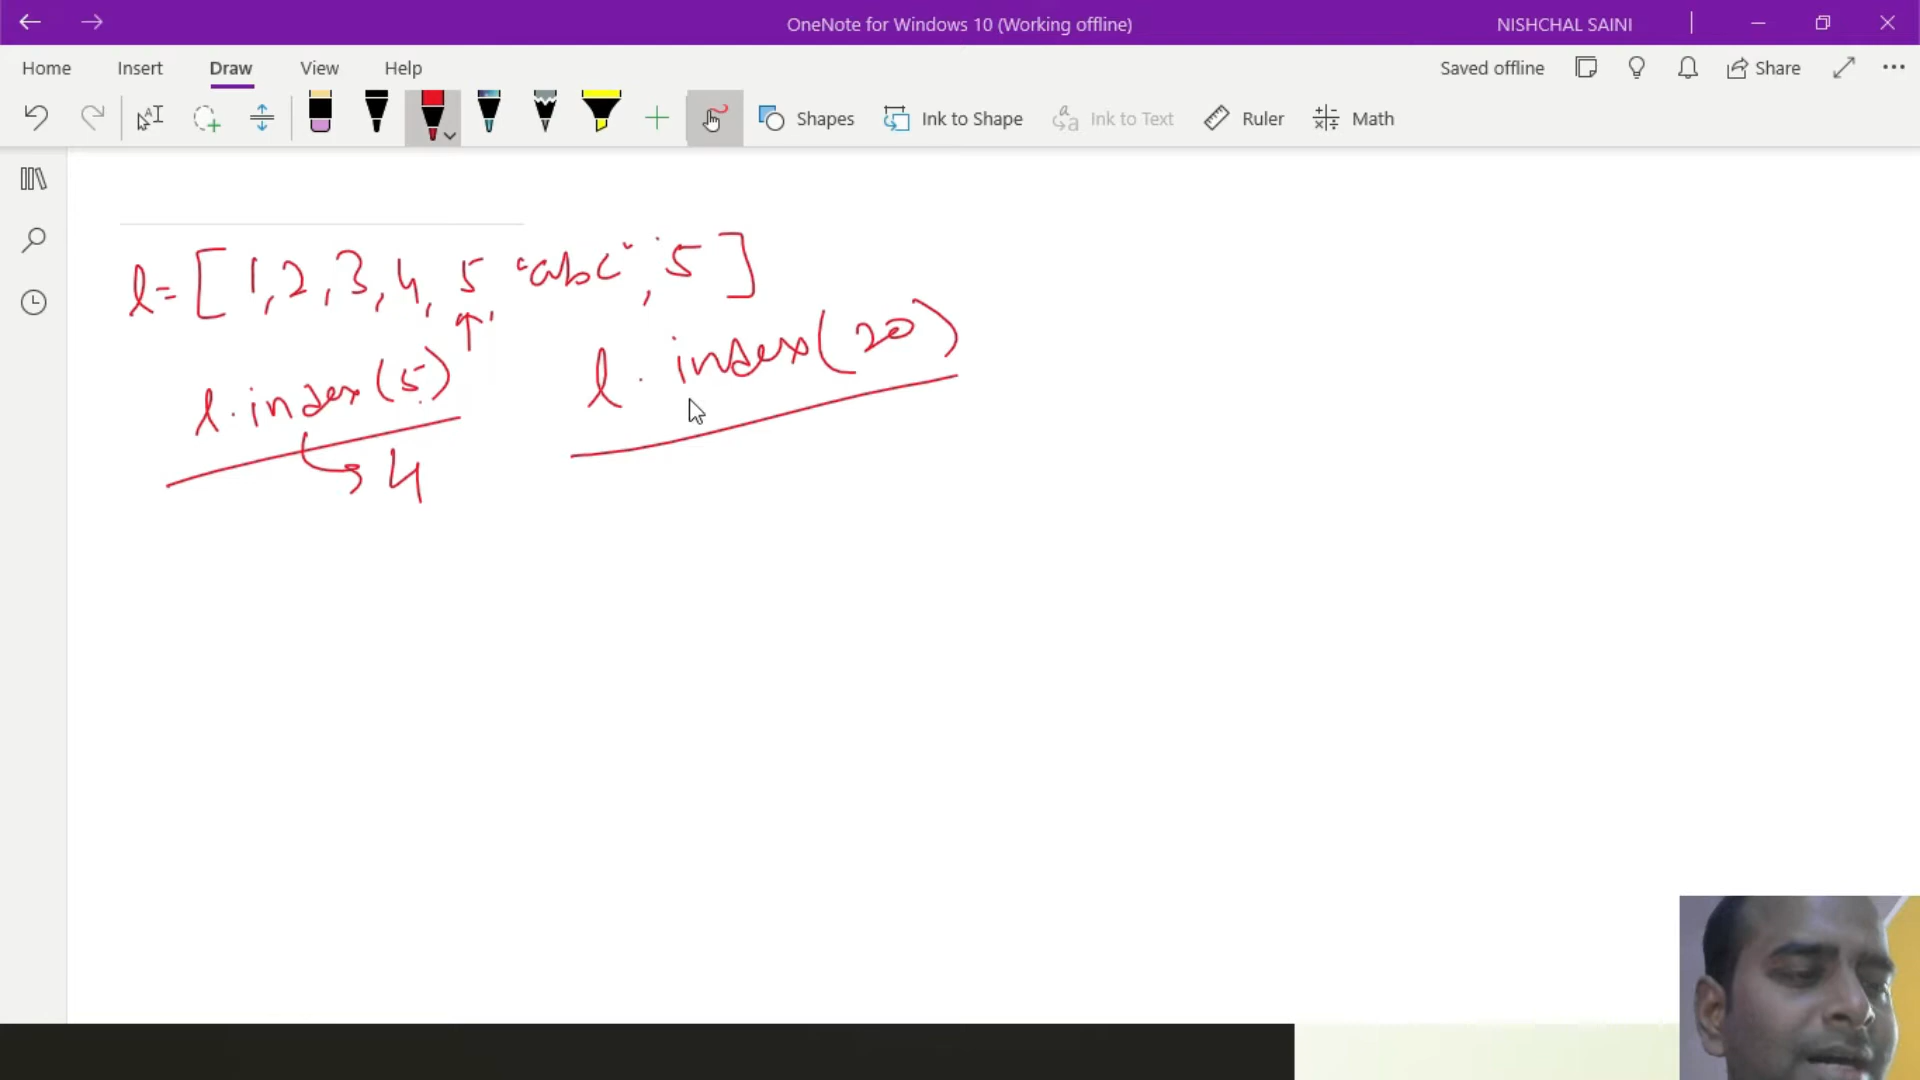 OneNote for Windows 10 (Working offline) NISHCHAL SAINI
Home Insert Draw View Help Saved offline Share
Shapes Ink to Shape Ink to Text Ruler Math
l= [ 1, 2, 3, 4, 5, "abc", 5 ]
l. index(5) l. index(20)
4